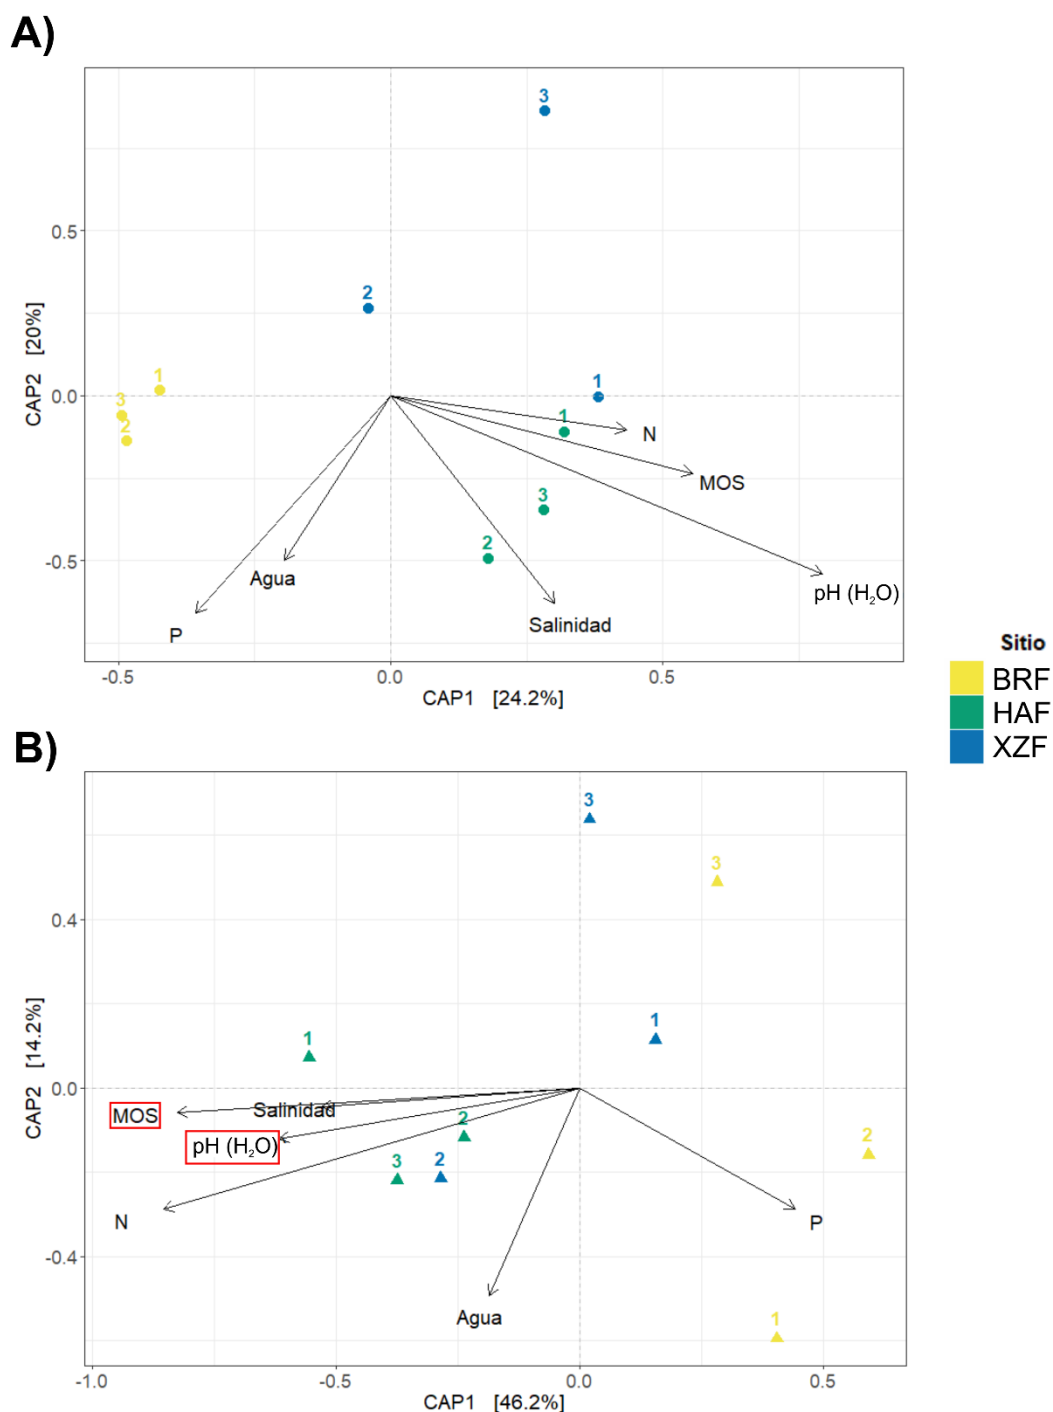 A)
3
0.5
2
CAP2 [20%]
1
1
0.0
3
1
N
2
MOS
3
2
-0.5
Agua
pH (H₂O)
P
Salinidad
-0.5
0.0
0.5
CAP1 [24.2%]
Sitio
BRF
HAF
XZF
B)
3
3
0.4
1
1
CAP2 [14.2%]
0.0
MOS
Salinidad
2
2
pH (H₂O)
3
2
N
P
-0.4
Agua
1
-1.0
-0.5
0.0
0.5
CAP1 [46.2%]